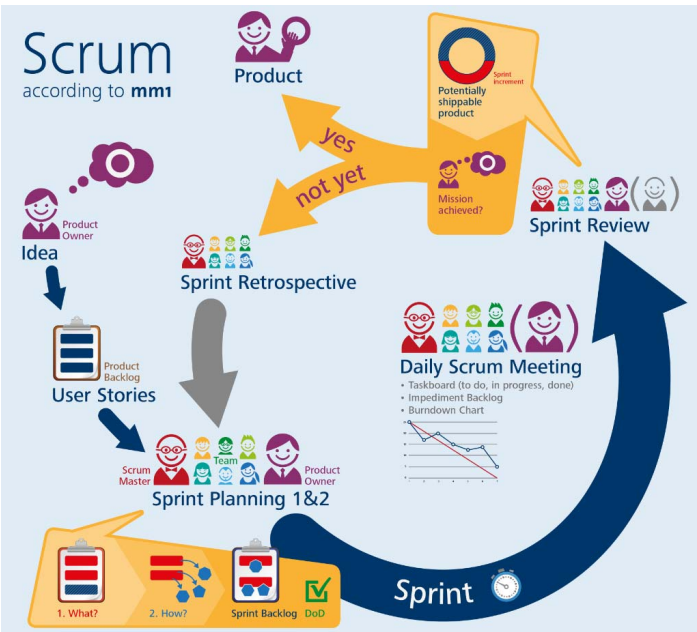 Scrum
according to mm1
Product
Potentially
shippable
product
Sprint
Increment
yes
not yet
Mission
achieved?
Product
Owner
Idea
Sprint Review
Sprint Retrospective
Product
Backlog
User Stories
Daily Scrum Meeting
• Taskboard (to do, in progress, done)
• Impediment Backlog
• Burndown Chart
Scrum
Master
Team
Product
Owner
Sprint Planning 1&2
1. What?
2. How?
Sprint Backlog
DoD
Sprint